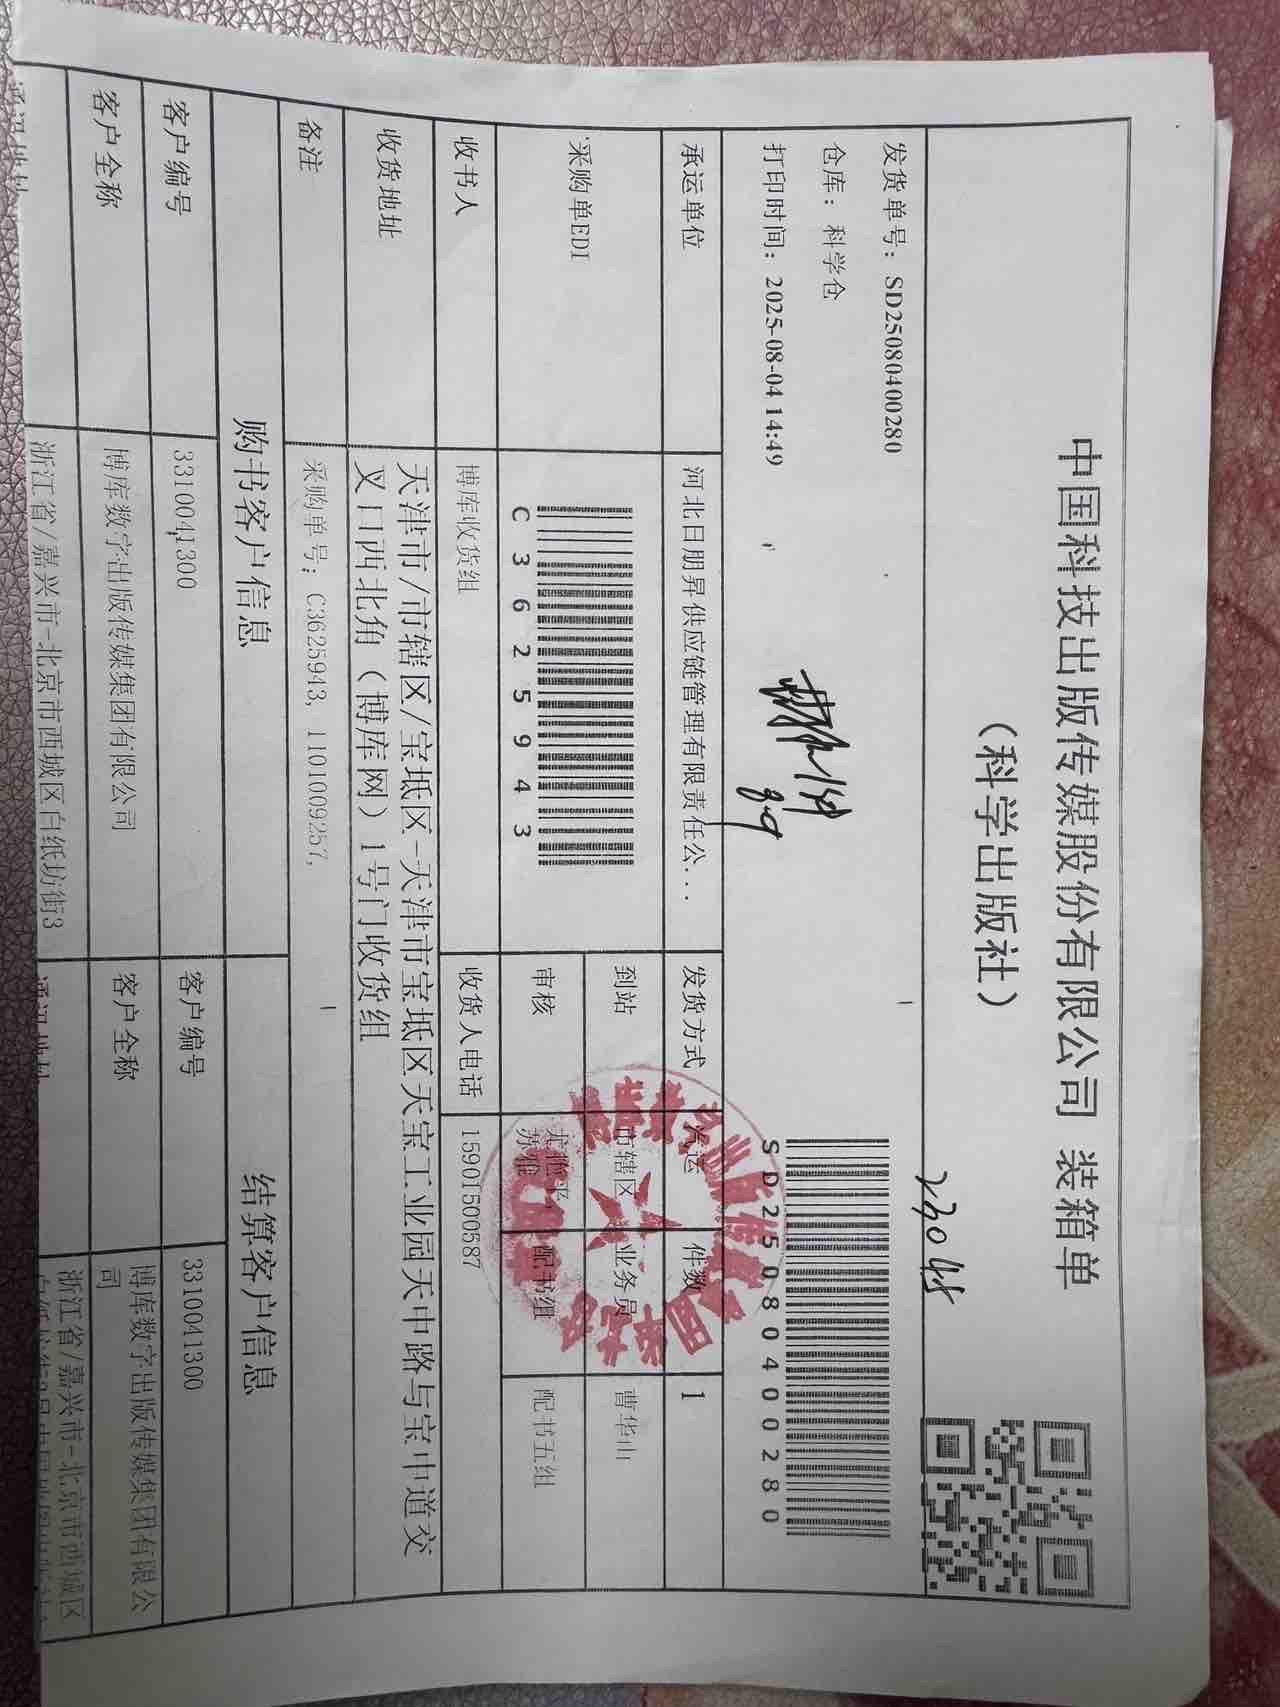 中国科技出版传媒股份有限公司 装箱单
（科学出版社）
发货单号：SD25080400280
仓库：科学仓
打印时间：2025-08-04 14:49
SD25080400280
承运单位 河北日朋昇供应链管理有限责任公... 发货方式 汽运 件数 1
采购单EDI
C3625943
到站 市辖区 业务员 曹华山
审核 苏雅 配书组 配书五组
收书人 博库收货组 收货人电话 15901500587
收货地址 天津市/市辖区/宝坻区-天津市宝坻区天宝工业园天中路与宝中道交
叉口西北角（博库网）1号门收货组
备注 采购单号：C3625943, 1101009257,
购书客户信息 结算客户信息
客户编号 3310041300 客户编号 3310041300
客户全称 博库数字出版传媒集团有限公司 客户全称 博库数字出版传媒集团有限公
司
通讯地址 浙江省/嘉兴市-北京市西城区白纸坊街3 通讯地址 浙江省/嘉兴市-北京市西城区